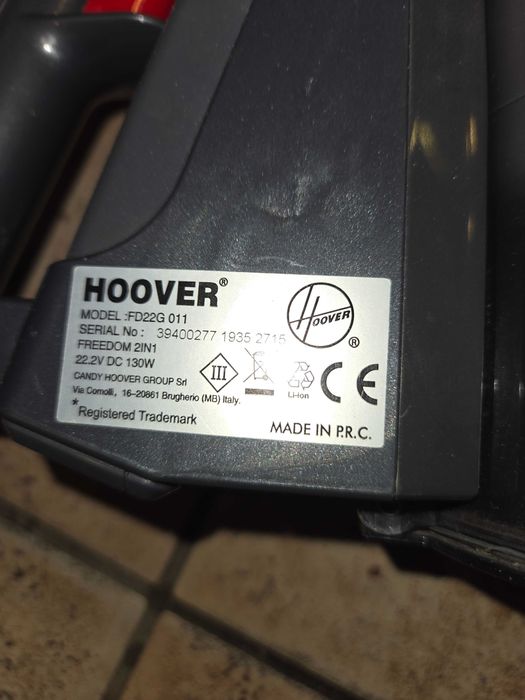 HOOVER®
MODEL :FD22G 011
SERIAL No : 39400277 1935 2715
FREEDOM 2IN1
22.2V DC 130W
CANDY HOOVER GROUP Srl
Via Comolli, 16-20861 Brugherio (MB) Italy.
* Registered Trademark
HOOVER ®
III
Li-Ion
CE
MADE IN P.R.C.